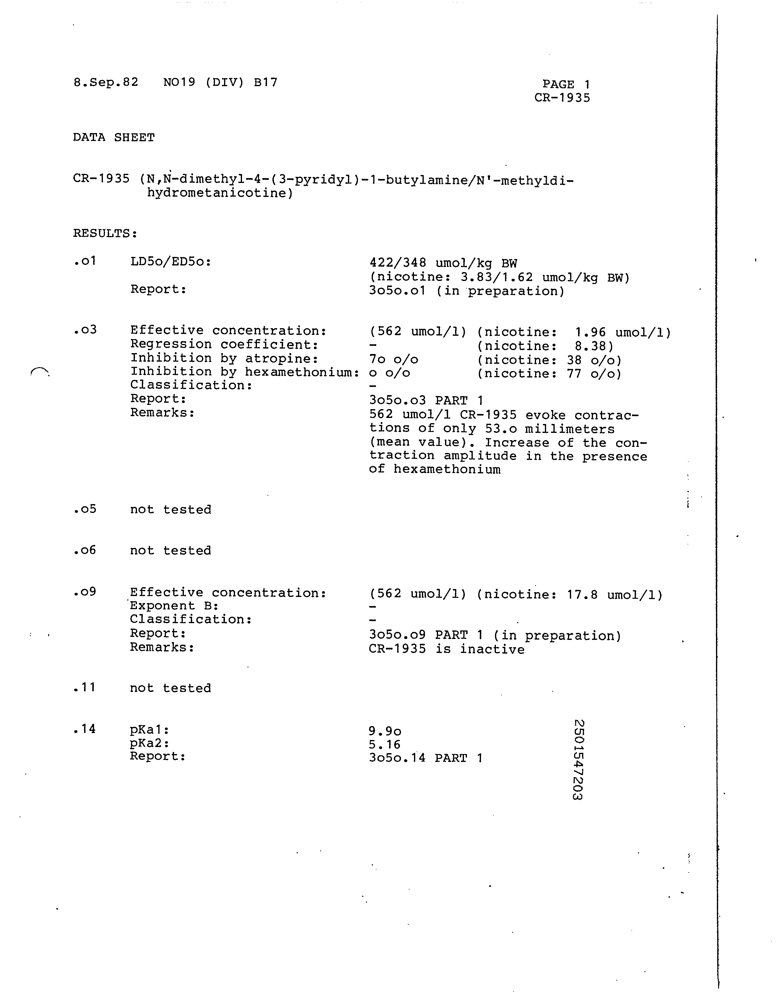 8.Sep.82 NO19 (DIV) B17 PAGE 1
CR-1935
DATA SHEET
CR-1935 (N,N-dimethyl-4-(3-pyridyl)-1-butylamine/N'-methyldi-
hydrometanicotine)
RESULTS:
.o1 LD5o/ED5o: 422/348 umol/kg BW
(nicotine: 3.83/1.62 umol/kg BW)
Report: 3o5o.o1 (in preparation)
.o3 Effective concentration: (562 umol/l) (nicotine: 1.96 umol/l)
Regression coefficient: - (nicotine: 8.38)
Inhibition by atropine: 7o o/o (nicotine: 38 o/o)
Inhibition by hexamethonium: o o/o (nicotine: 77 o/o)
Classification: -
Report: 3o5o.o3 PART 1
Remarks: 562 umol/l CR-1935 evoke contrac-
tions of only 53.o millimeters
(mean value). Increase of the con-
traction amplitude in the presence
of hexamethonium
.o5 not tested
.o6 not tested
.o9 Effective concentration: (562 umol/l) (nicotine: 17.8 umol/l)
Exponent B: -
Classification: -
Report: 3o5o.o9 PART 1 (in preparation)
Remarks: CR-1935 is inactive
.11 not tested
.14 pKa1: 9.9o
pKa2: 5.16
Report: 3o5o.14 PART 1
2501547203